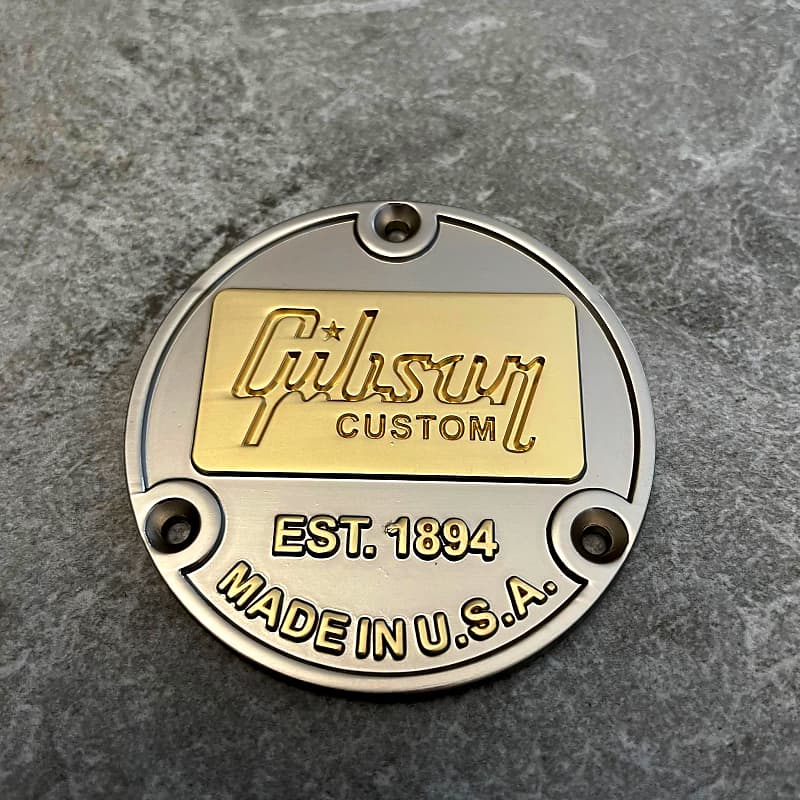 Gibson
CUSTOM
EST. 1894
MADE IN U.S.A.